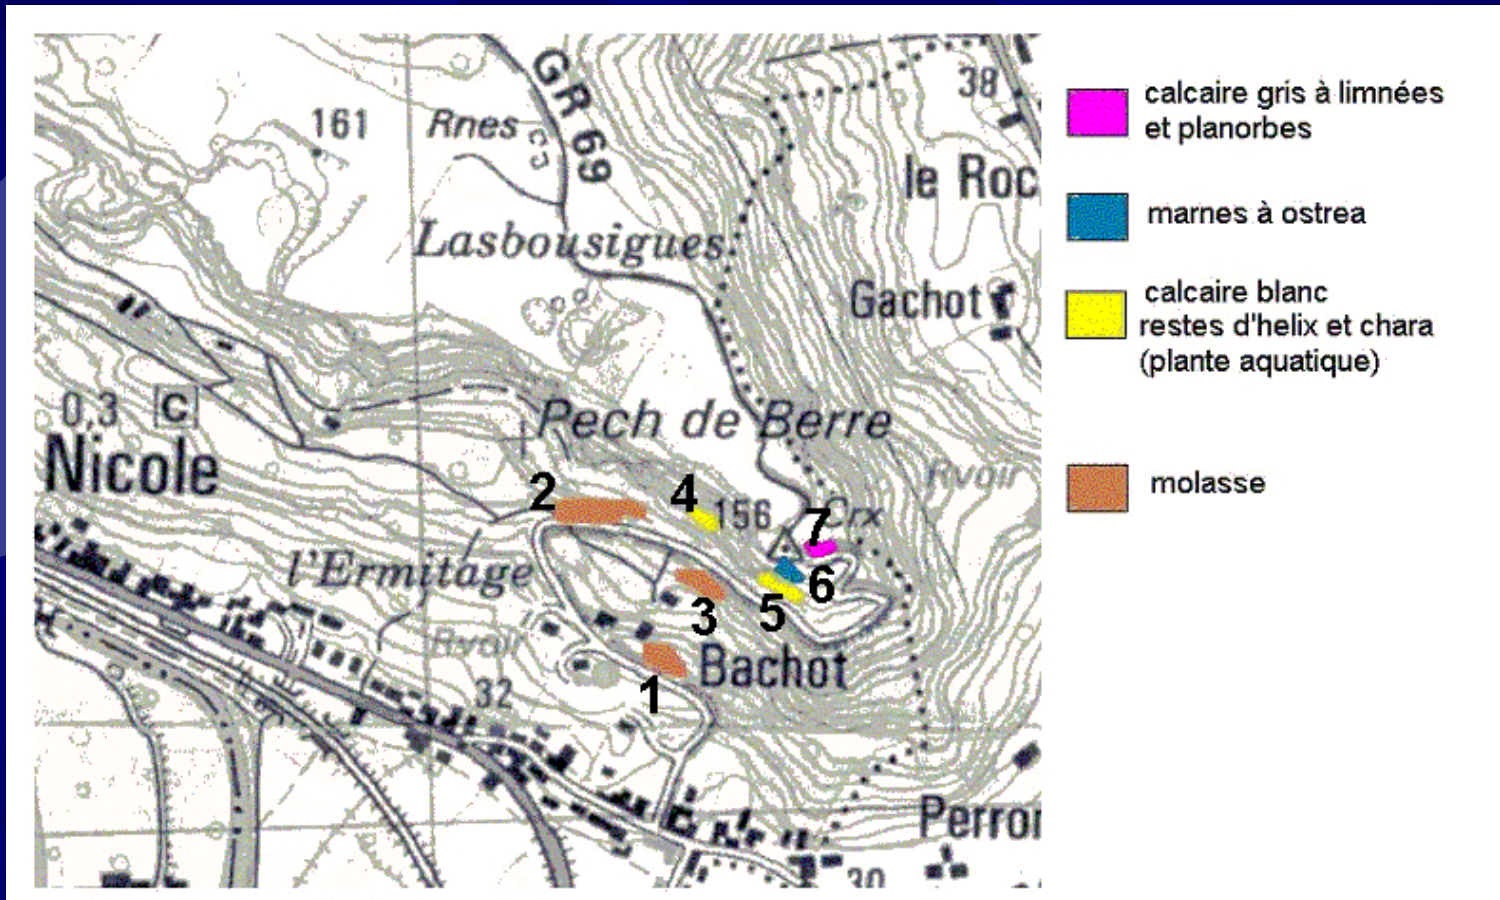 GR 69
38
161
Rnes
le Roc
Lasbousigues
Gachot
0,3 C
Pech de Berre
Nicole
Rvoir
2
4
156
7
Crx
l'Ermitage
3
5
6
Rvoir
Bachot
1
32
Perror
30
calcaire gris à limnées
et planorbes
marnes à ostrea
calcaire blanc
restes d'helix et chara
(plante aquatique)
molasse